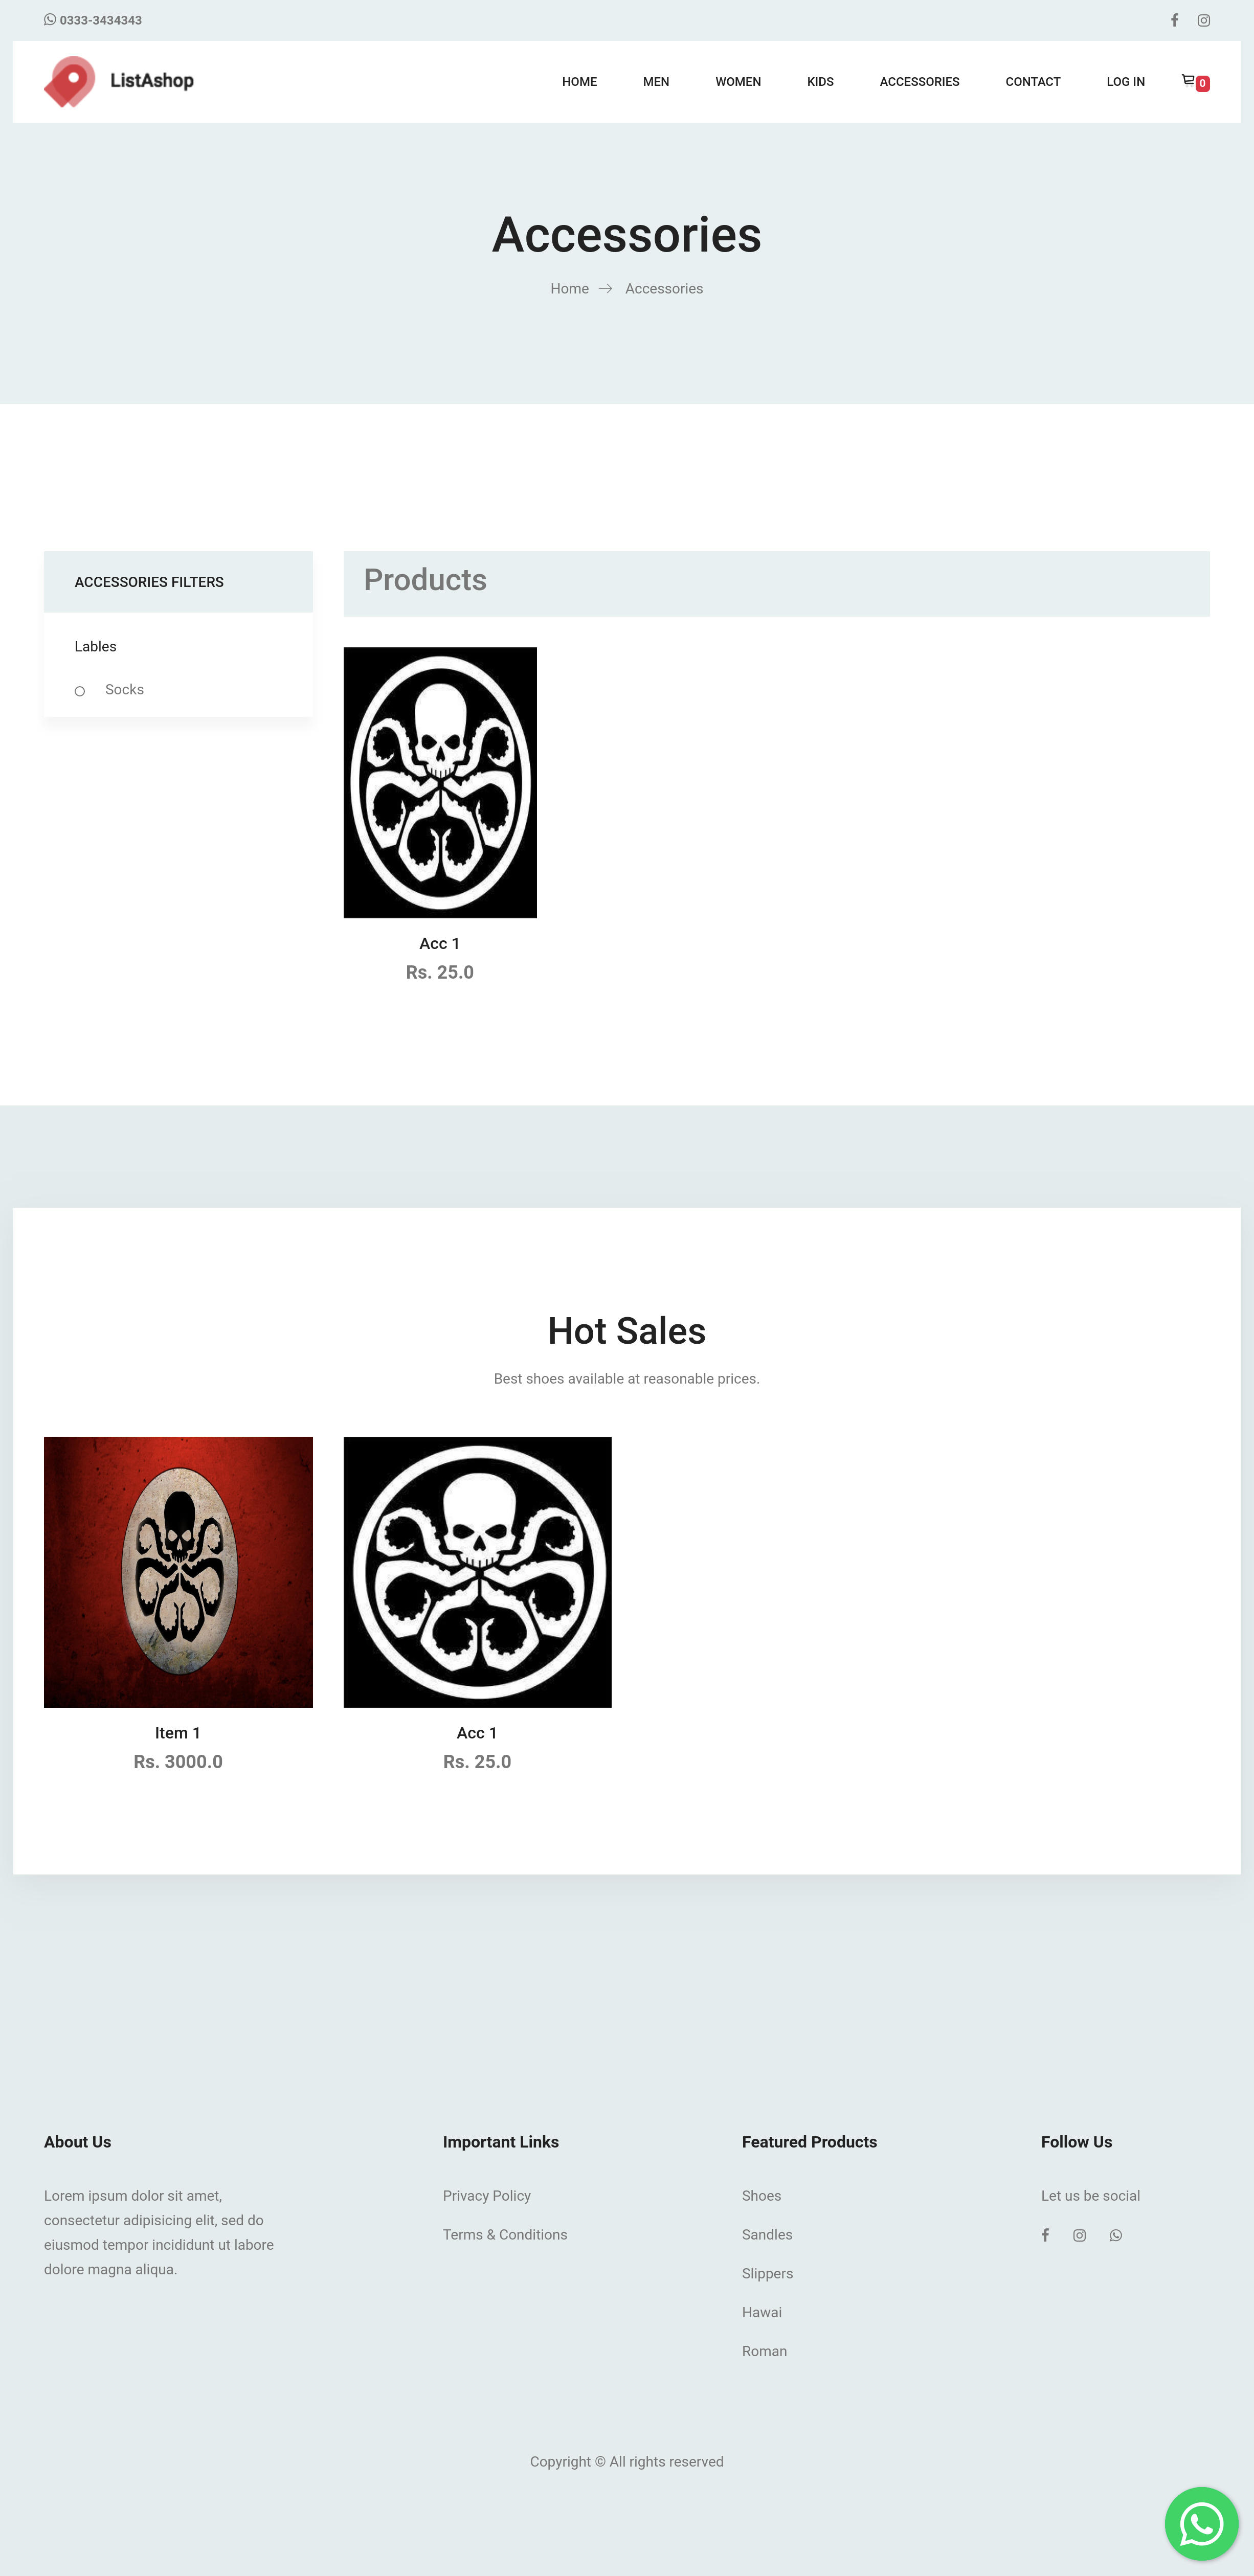 0333-3434343
ListAshop
HOME MEN WOMEN KIDS ACCESSORIES CONTACT LOG IN 0
Accessories
Home Accessories
ACCESSORIES FILTERS
Lables
Socks
Products
Acc 1
Rs. 25.0
Hot Sales
Best shoes available at reasonable prices.
Item 1
Rs. 3000.0
Acc 1
Rs. 25.0
About Us
Lorem ipsum dolor sit amet,
consectetur adipisicing elit, sed do
eiusmod tempor incididunt ut labore
dolore magna aliqua.
Important Links
Privacy Policy
Terms & Conditions
Featured Products
Shoes
Sandles
Slippers
Hawai
Roman
Follow Us
Let us be social
Copyright © All rights reserved